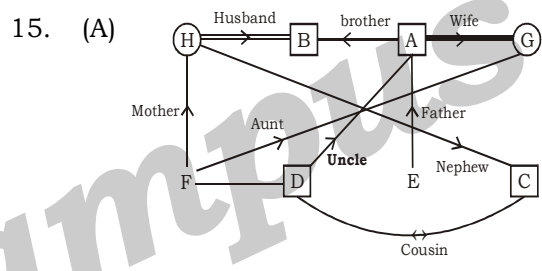 15. (A)
Husband brother Wife
H B A G
Mother Aunt Father
Uncle Nephew
F D E C
Cousin